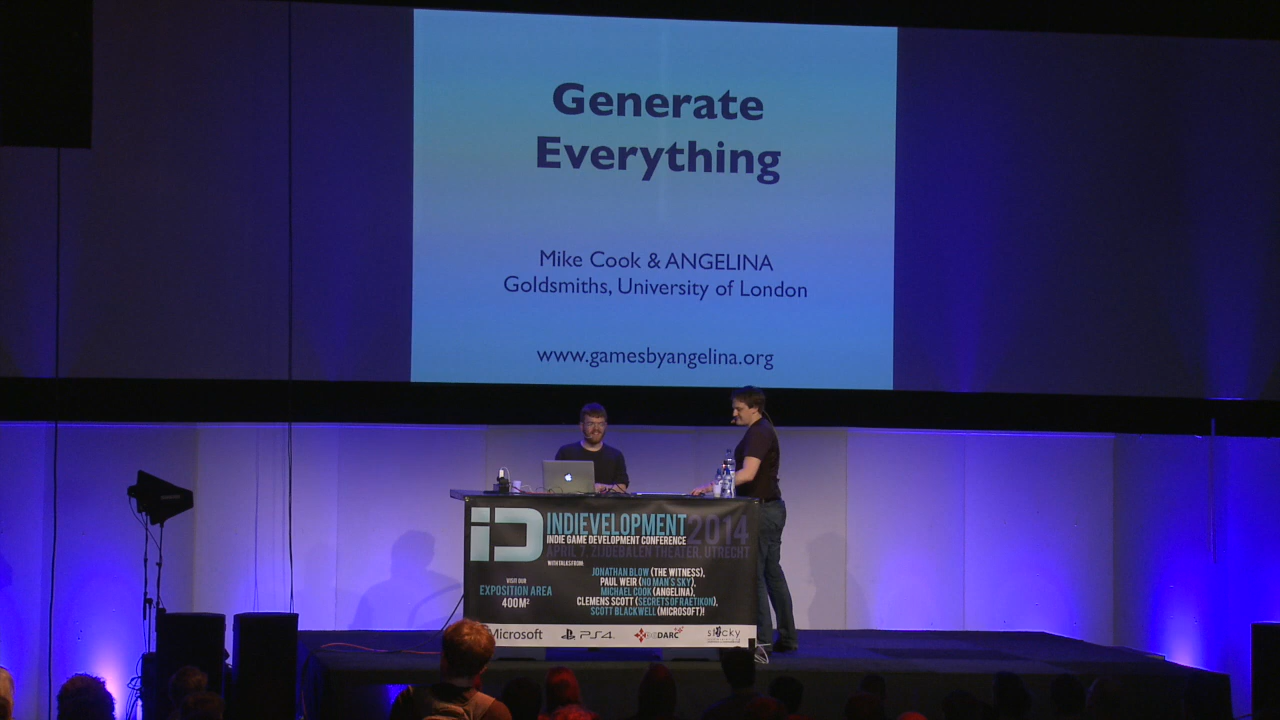 Generate
Everything
Mike Cook & ANGELINA
Goldsmiths, University of London
www.gamesbyangelina.org
iD INDIEVELOPMENT 2014
INDIE GAME DEVELOPMENT CONFERENCE
APRIL 7, ZIJDEBALEN THEATER, UTRECHT
WITH TALKS FROM:
JONATHAN BLOW (THE WITNESS),
PAUL WEIR (NO MAN'S SKY),
MICHAEL COOK (ANGELINA),
CLEMENS SCOTT (SECRETS OF RAETIKON),
SCOTT BLACKWELL (MICROSOFT)!
VISIT OUR
EXPOSITION AREA
400M²
Microsoft
PS4